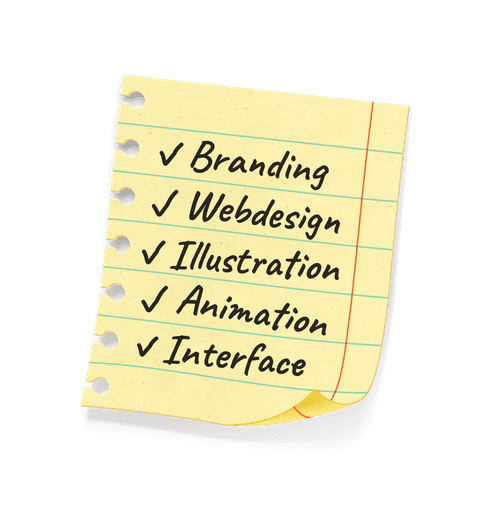 ✓ Branding
✓ Webdesign
✓ Illustration
✓ Animation
✓ Interface